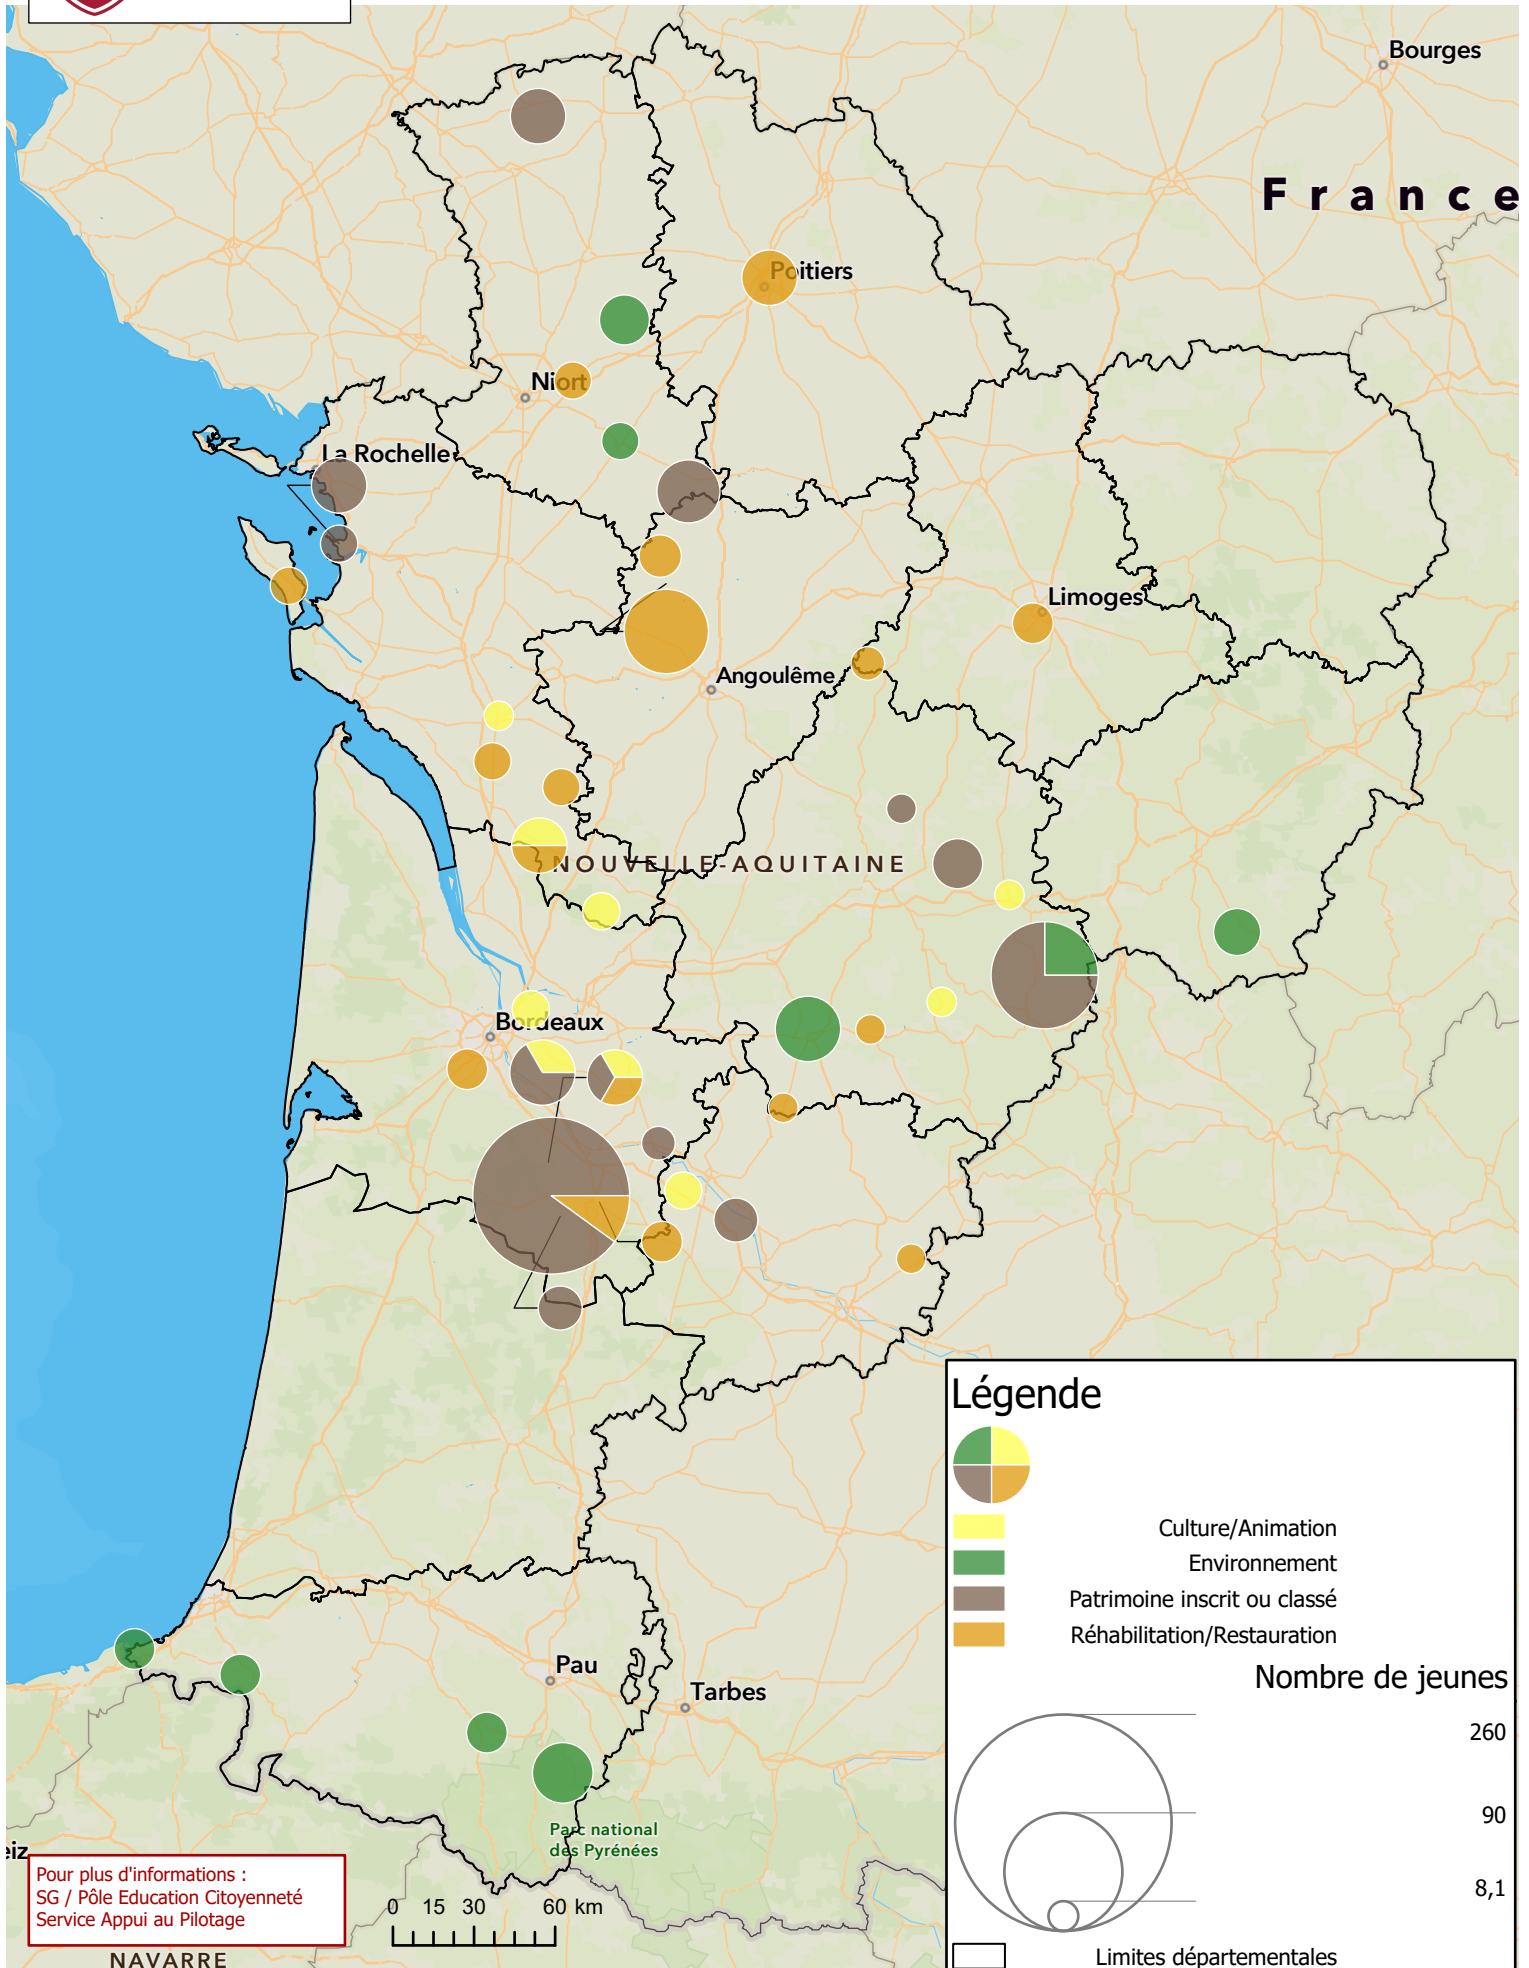 Bourges
France
Poitiers
Niort
La Rochelle
Limoges
Angoulême
NOUVELLE-AQUITAINE
Bordeaux
Pau
Tarbes
Parc national
des Pyrénées
eiz
NAVARRE
Pour plus d'informations :
SG / Pôle Education Citoyenneté
Service Appui au Pilotage
0 15 30 60 km
Légende
Culture/Animation
Environnement
Patrimoine inscrit ou classé
Réhabilitation/Restauration
Nombre de jeunes
260
90
8,1
Limites départementales